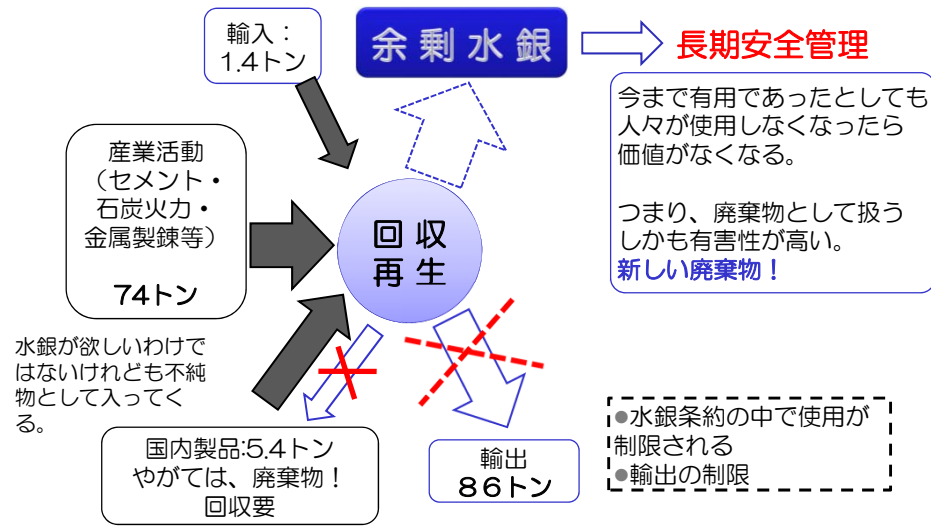 輸入：
1.4トン
余剰水銀
長期安全管理
今まで有用であったとしても
人々が使用しなくなったら
価値がなくなる。
つまり、廃棄物として扱う
しかも有害性が高い。
新しい廃棄物！
産業活動
（セメント・
石炭火力・
金属製錬等）
74トン
回収
再生
水銀が欲しいわけで
はないけれども不純
物として入ってく
る。
国内製品:5.4トン
やがては、廃棄物！
回収要
輸出
８６トン
●水銀条約の中で使用が
制限される
●輸出の制限